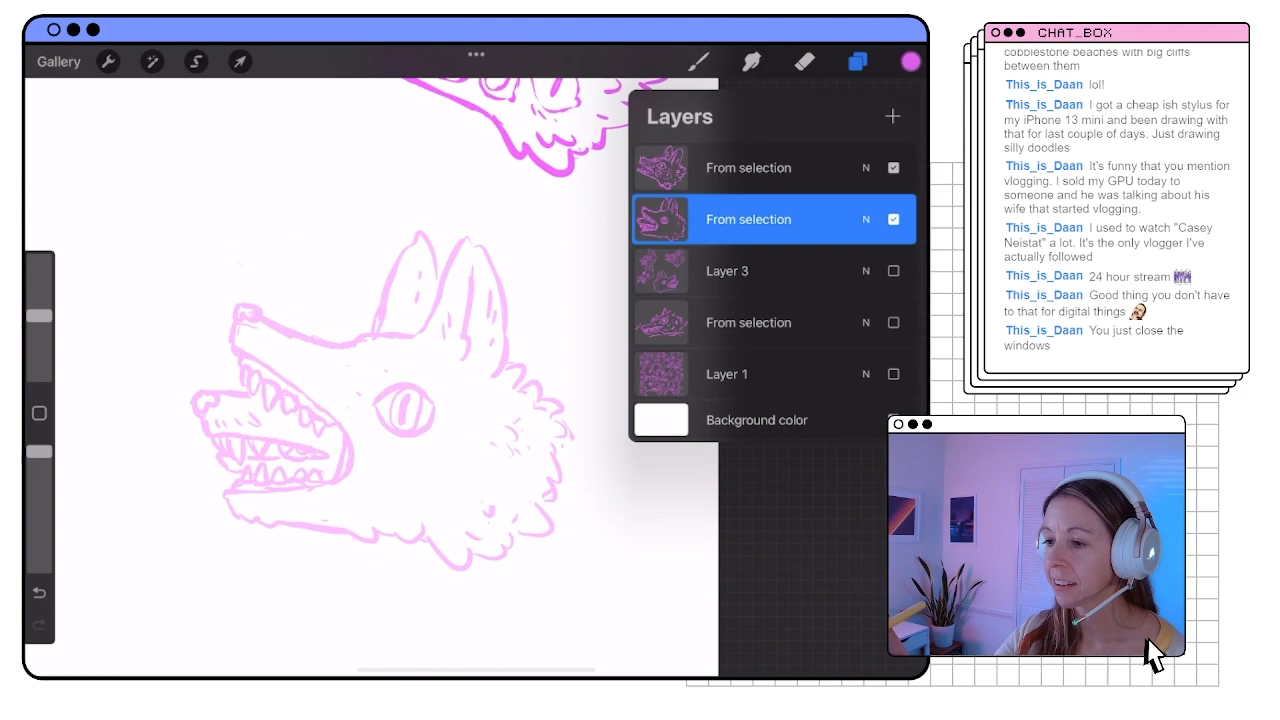 CHAT_BOX
Gallery
Layers
From selection N
From selection N
Layer 3 N
From selection N
Layer 1 N
Background color
cobblestone beaches with big cliffs
between them
This_is_Daan lol!
This_is_Daan I got a cheap ish stylus for
my iPhone 13 mini and been drawing with
that for last couple of days. Just drawing
silly doodles
This_is_Daan It's funny that you mention
vlogging. I sold my GPU today to
someone and he was talking about his
wife that started vlogging.
This_is_Daan I used to watch "Casey
Neistat" a lot. It's the only vlogger I've
actually followed
This_is_Daan 24 hour stream
This_is_Daan Good thing you don't have
to that for digital things
This_is_Daan You just close the
windows